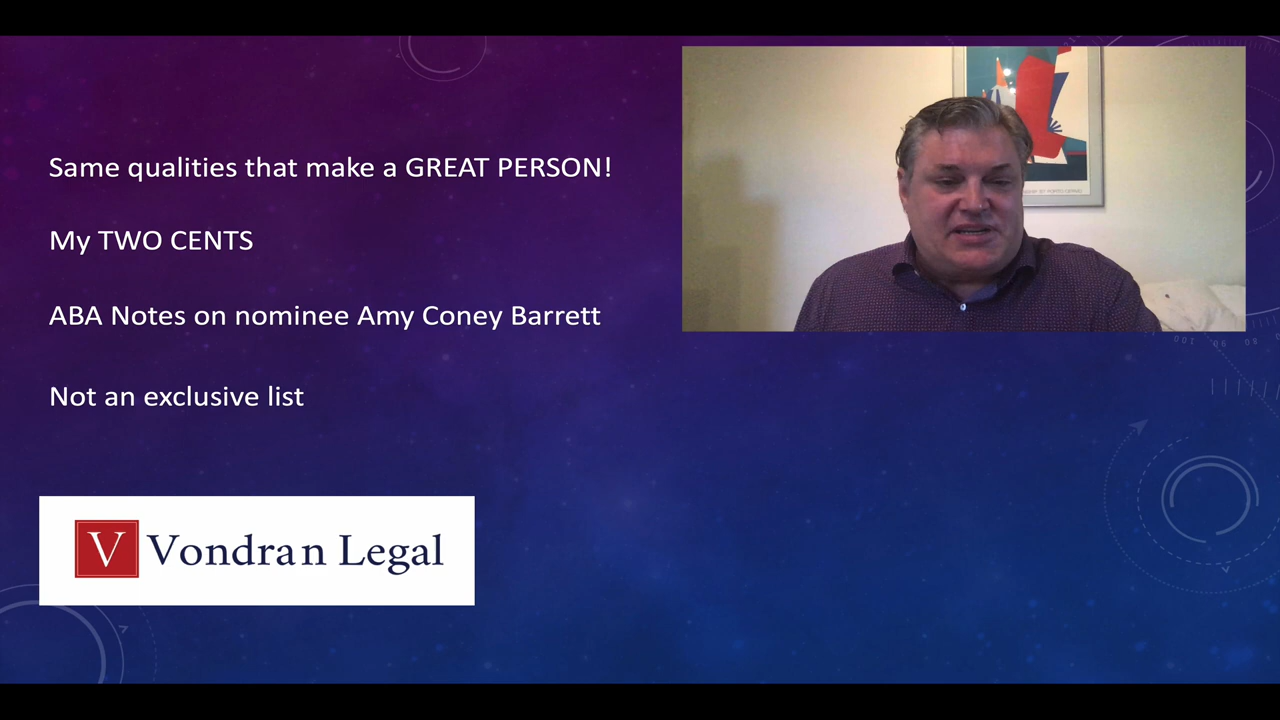 Same qualities that make a GREAT PERSON!
My TWO CENTS
ABA Notes on nominee Amy Coney Barrett
Not an exclusive list
V Vondran Legal